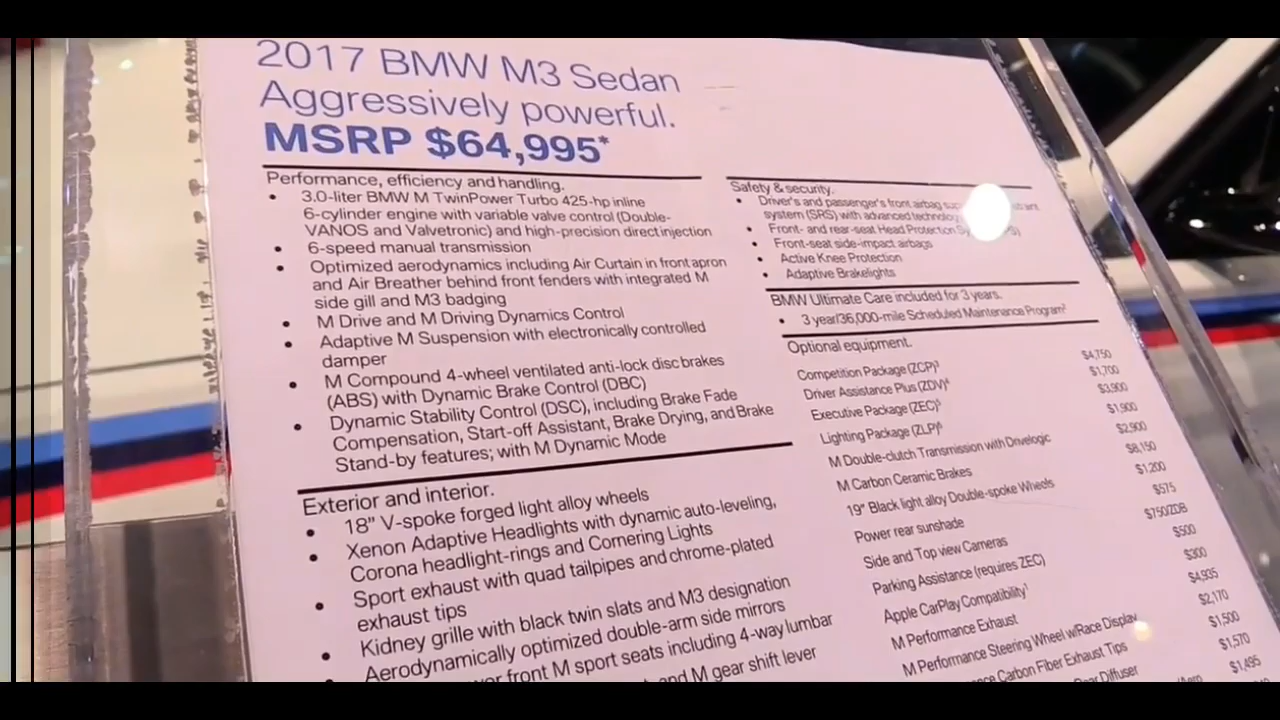 2017 BMW M3 Sedan
Aggressively powerful.
MSRP $64,995*
Performance, efficiency and handling.
• 3.0-liter BMW M TwinPower Turbo 425-hp inline
6-cylinder engine with variable valve control (Double-
VANOS and Valvetronic) and high-precision direct injection
• 6-speed manual transmission
• Optimized aerodynamics including Air Curtain in front apron
and Air Breather behind front fenders with integrated M
side gill and M3 badging
• M Drive and M Driving Dynamics Control
• Adaptive M Suspension with electronically controlled
damper
• M Compound 4-wheel ventilated anti-lock disc brakes
(ABS) with Dynamic Brake Control (DBC)
• Dynamic Stability Control (DSC), including Brake Fade
Compensation, Start-off Assistant, Brake Drying, and Brake
Stand-by features; with M Dynamic Mode
Exterior and interior.
• 18" V-spoke forged light alloy wheels
• Xenon Adaptive Headlights with dynamic auto-leveling,
Corona headlight-rings and Cornering Lights
• Sport exhaust with quad tailpipes and chrome-plated
exhaust tips
• Kidney grille with black twin slats and M3 designation
• Aerodynamically optimized double-arm side mirrors
front M sport seats including 4-way lumbar
and M gear shift lever
Safety & security.
• Driver's and passenger's front airbag
system (SRS) with advanced
• Front- and rear-seat Head Protection
• Front-seat side-impact airbags
• Active Knee Protection
• Adaptive Brakelights
BMW Ultimate Care included for 3 years.
• 3 year/36,000-mile Scheduled Maintenance Program²
Optional equipment.
Competition Package (ZCP)³ $4,750
Driver Assistance Plus (ZDV)⁴ $1,700
Executive Package (ZEC)⁵ $3,900
Lighting Package (ZLP)⁶ $1,900
M Double-clutch Transmission with Drivelogic $2,900
M Carbon Ceramic Brakes $8,150
19" Black light alloy Double-spoke Wheels $1,200
Power rear sunshade $575
Side and Top view Cameras $750/ZDB
Parking Assistance (requires ZEC) $500
Apple CarPlay Compatibility¹ $300
M Performance Exhaust $4,935
M Performance Steering Wheel w/Race Display $2,170
Carbon Fiber Exhaust Tips $1,500
Diffuser $1,570
$1,495